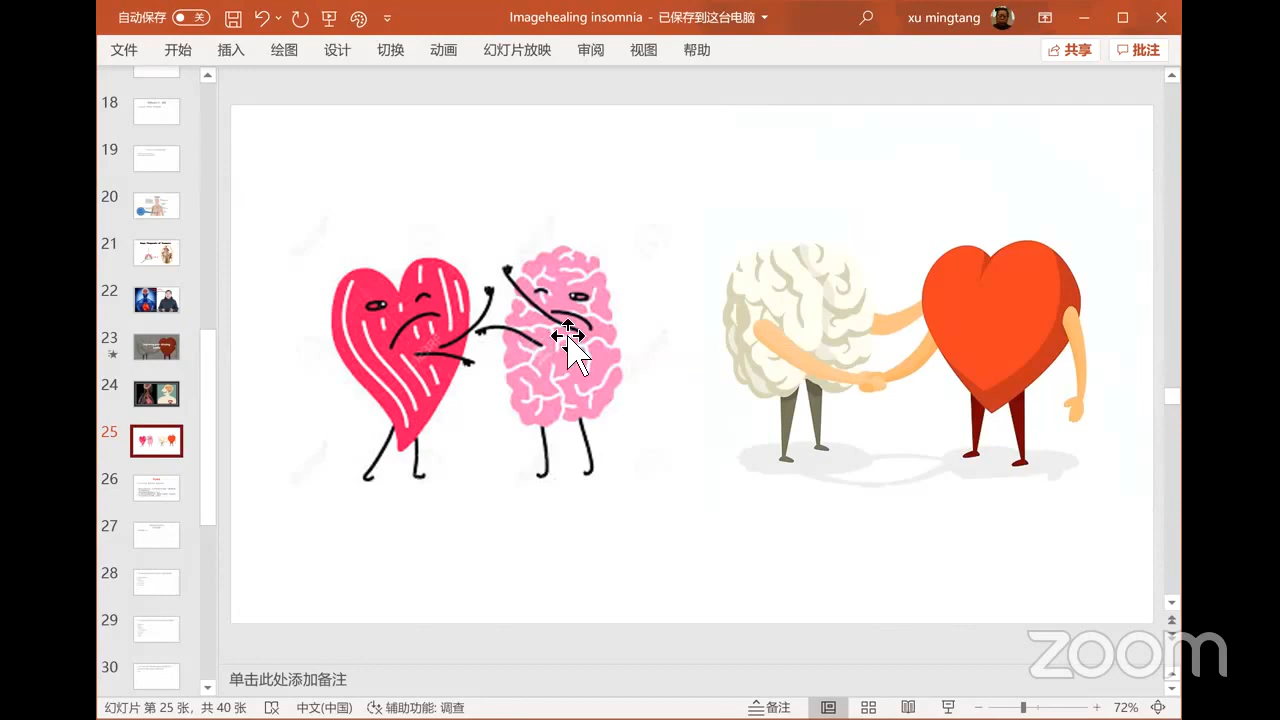 自动保存 关 Imagehealing insomnia - 已保存到这台电脑 xu mingtang
文件 开始 插入 绘图 设计 切换 动画 幻灯片放映 审阅 视图 帮助 共享 批注
18
19
20
21
22
23
24
25
26
27
28
29
30
单击此处添加备注
zoom
幻灯片 第 25 张，共 40 张 中文(中国) 辅助功能: 调查 备注 72%